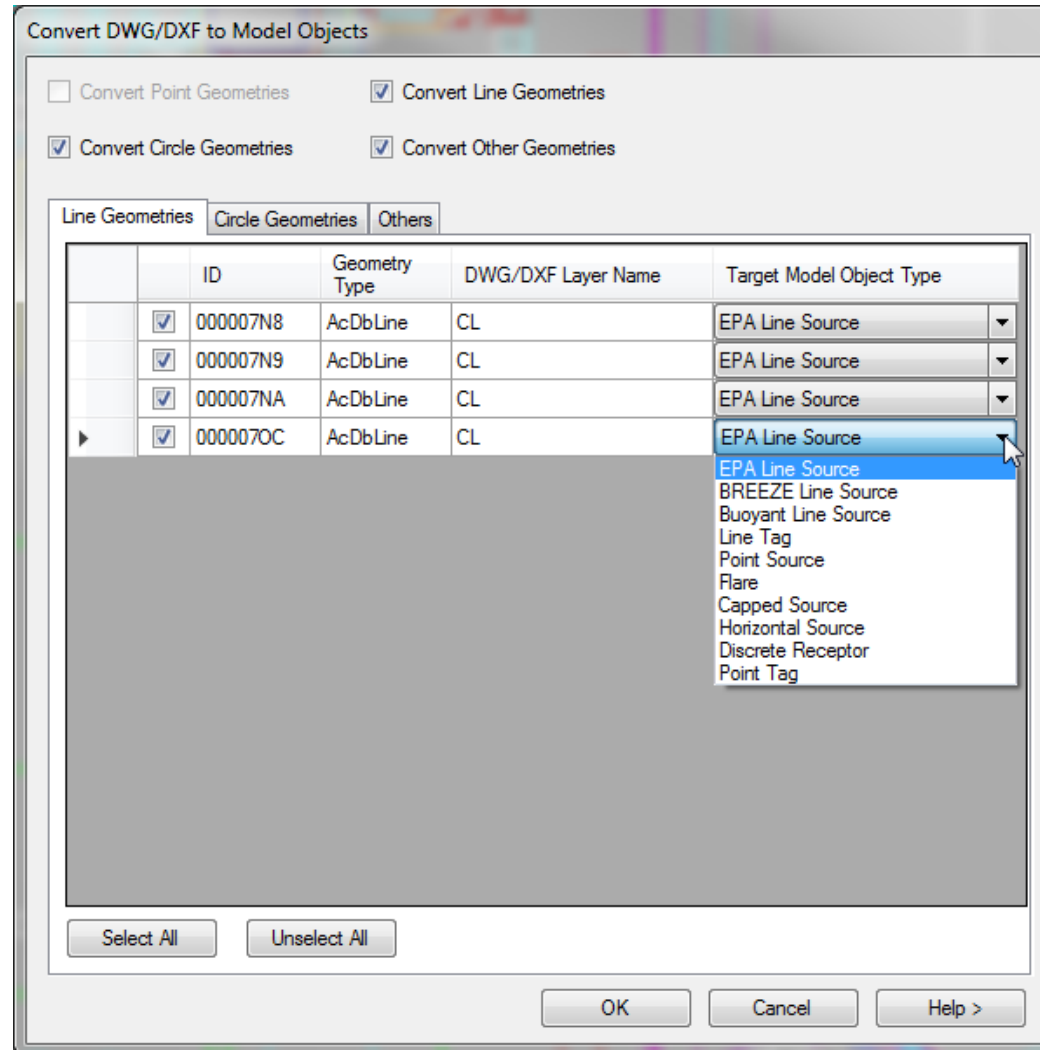 Convert DWG/DXF to Model Objects
Convert Point Geometries
Convert Line Geometries
Convert Circle Geometries
Convert Other Geometries
Line Geometries
Circle Geometries
Others
ID
Geometry Type
DWG/DXF Layer Name
Target Model Object Type
000007N8 AcDbLine CL EPA Line Source
000007N9 AcDbLine CL EPA Line Source
000007NA AcDbLine CL EPA Line Source
000007OC AcDbLine CL EPA Line Source
EPA Line Source
BREEZE Line Source
Buoyant Line Source
Line Tag
Point Source
Flare
Capped Source
Horizontal Source
Discrete Receptor
Point Tag
Select All
Unselect All
OK
Cancel
Help >